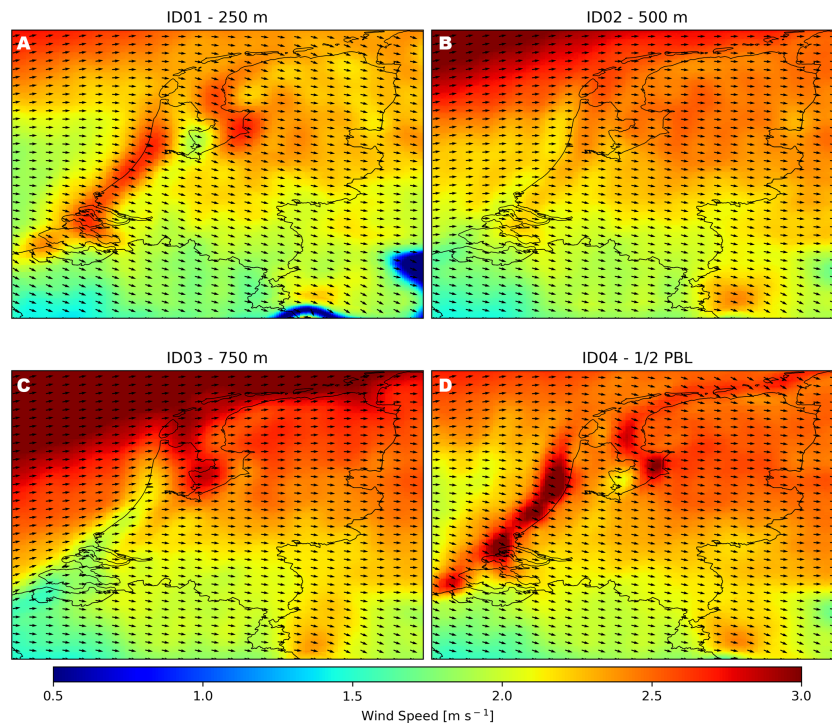 ID01 - 250 m
ID02 - 500 m
A
B
ID03 - 750 m
ID04 - 1/2 PBL
C
D
0.5 1.0 1.5 2.0 2.5 3.0
Wind Speed [m s⁻¹]